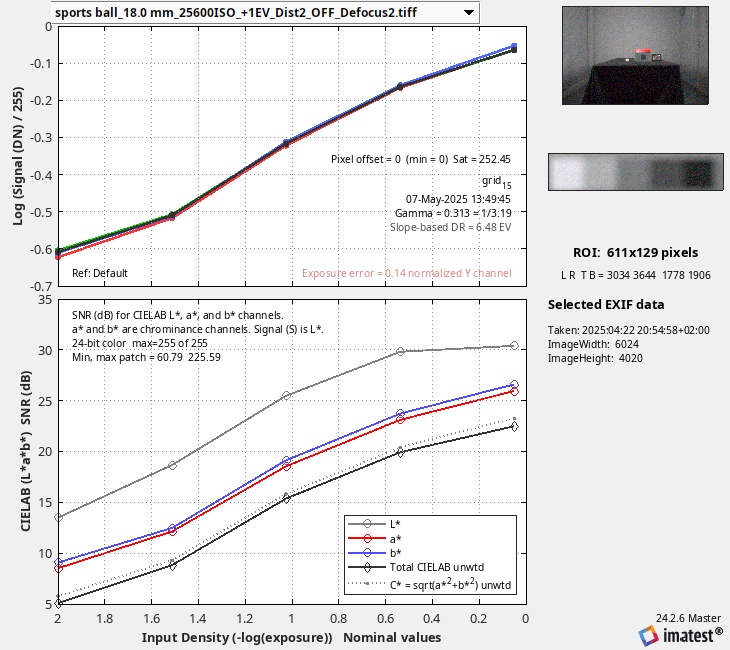 sports ball_18.0 mm_25600ISO_+1EV_Dist2_OFF_Defocus2.tiff
0
-0.1
-0.2
-0.3
-0.4
-0.5
-0.6
-0.7
Log (Signal (DN) / 255)
Pixel offset = 0 (min = 0) Sat = 252.45
grid15
07-May-2025 13:49:45
Gamma = 0.313 = 1/3.19
Slope-based DR = 6.48 EV
Ref: Default
Exposure error = 0.14 normalized Y channel
ROI: 611x129 pixels
L R T B = 3034 3644 1778 1906
Selected EXIF data
Taken: 2025:04:22 20:54:58+02:00
ImageWidth: 6024
ImageHeight: 4020
35
30
25
20
15
10
5
CIELAB (L*a*b*) SNR (dB)
SNR (dB) for CIELAB L*, a*, and b* channels.
a* and b* are chrominance channels. Signal (S) is L*.
24-bit color max=255 of 255
Min, max patch = 60.79 225.59
L*
a*
b*
Total CIELAB unwtd
C* = sqrt(a*2+b*2) unwtd
2 1.8 1.6 1.4 1.2 1 0.8 0.6 0.4 0.2 0
Input Density (-log(exposure)) Nominal values
24.2.6 Master
imatest®